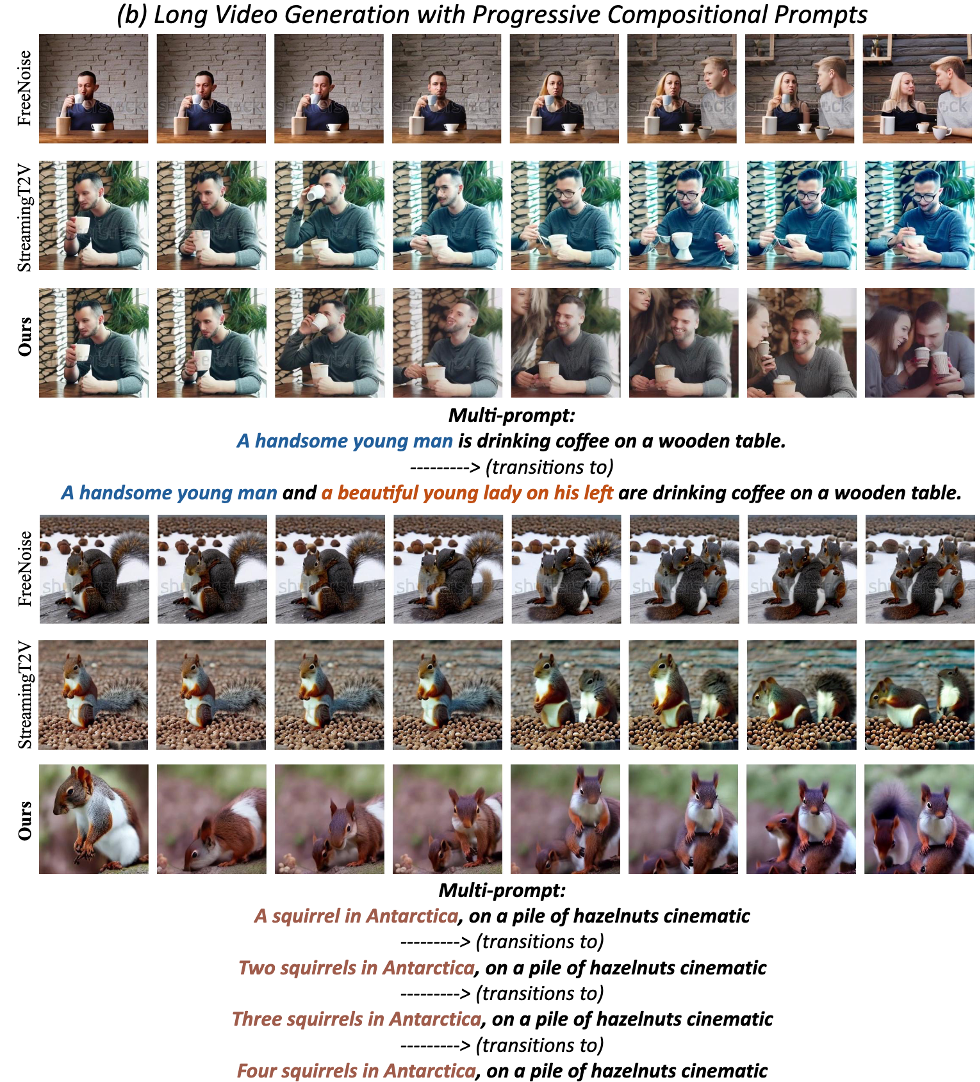 (b) Long Video Generation with Progressive Compositional Prompts
FreeNoise
StreamingT2V
Ours
Multi-prompt:
A handsome young man is drinking coffee on a wooden table.
---------> (transitions to)
A handsome young man and a beautiful young lady on his left are drinking coffee on a wooden table.
FreeNoise
StreamingT2V
Ours
Multi-prompt:
A squirrel in Antarctica, on a pile of hazelnuts cinematic
---------> (transitions to)
Two squirrels in Antarctica, on a pile of hazelnuts cinematic
---------> (transitions to)
Three squirrels in Antarctica, on a pile of hazelnuts cinematic
---------> (transitions to)
Four squirrels in Antarctica, on a pile of hazelnuts cinematic